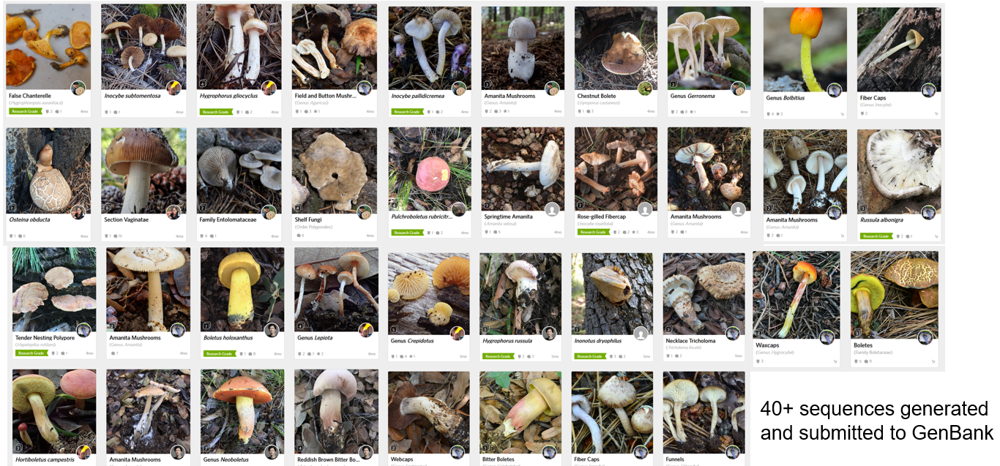 False Chanterelle
(Hygrophoropsis aurantiaca)
Research Grade
2
1
4mo
Inocybe subtomentosa
1
1
4mo
Hygrophorus gliocyclus
Research Grade
1
2
4mo
Field and Button Mushr...
(Genus Agaricus)
1
3
1
4mo
Inocybe pallidicremea
Research Grade
1
2
4mo
Amanita Mushrooms
(Genus Amanita)
2
3
1
4mo
Chestnut Bolete
(Gyroporus castaneus)
1
3
4mo
Genus Gerronema
2
8
1
4mo
Genus Bolbitius
4
2
1y
Fiber Caps
(Genus Inocybe)
2
1y
Osteina obducta
1
6
4mo
Section Vaginatae
1
15
4mo
Family Entolomataceae
4
1
4mo
Shelf Fungi
(Order Polyporales)
6
4mo
Pulchroboletus rubricitr...
Research Grade
1
2
4mo
Springtime Amanita
(Amanita velosa)
1
5
4mo
Rose-gilled Fibercap
(Inocybe rosellala)
Research Grade
2
2
3
4mo
Amanita Mushrooms
(Genus Amanita)
2
1
4mo
Amanita Mushrooms
(Genus Amanita)
2
1
1y
Russula albonigra
Research Grade
2
1
1y
Tender Nesting Polypore
(Hapalopilus rutilans)
Research Grade
2
1
4mo
Amanita Mushrooms
(Genus Amanita)
7
4mo
Boletus holoxanthus
Research Grade
1
8
4mo
Genus Lepiota
2
7
2
4mo
Genus Crepidotus
1
4
1
5mo
Hygrophorus russula
Research Grade
2
3
5mo
Inonotus dryophilus
Research Grade
3
2
5mo
Necklace Tricholoma
(Tricholoma focale)
1
2
5mo
Waxcaps
(Genus Hygrocybe)
3
1y
Boletes
(Family Boletaceae)
5
9
1y
Hortiboletus campestris
Amanita Mushrooms
Genus Neoboletus
Reddish Brown Bitter Bo...
Webcaps
Bitter Boletes
Fiber Caps
Funnels
40+ sequences generated
and submitted to GenBank